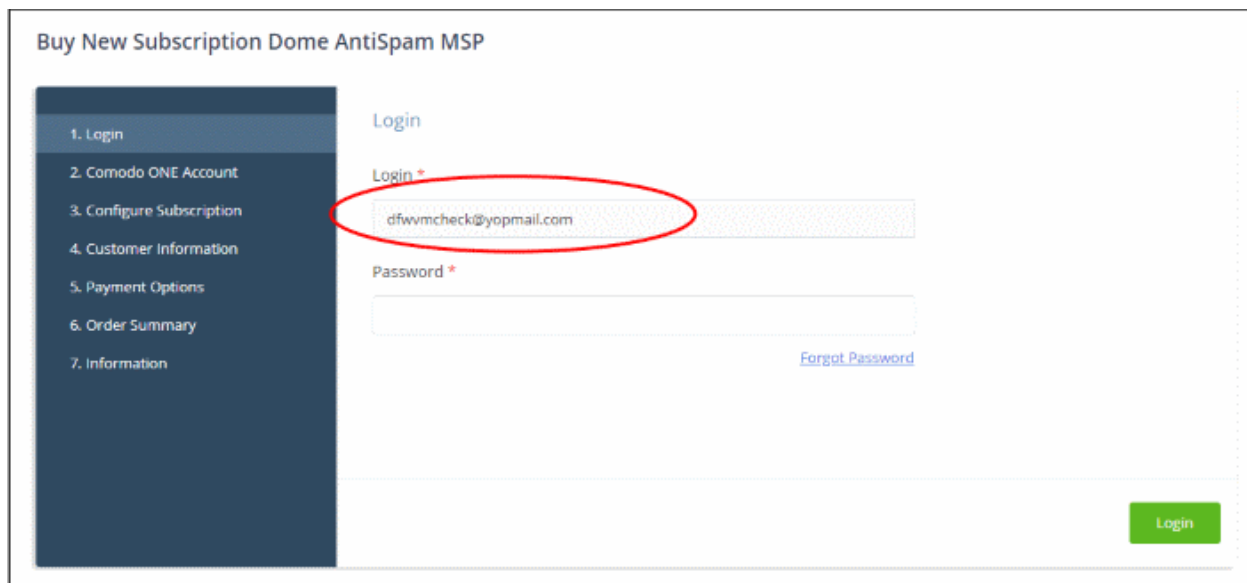 Buy New Subscription Dome AntiSpam MSP
1. Login
2. Comodo ONE Account
3. Configure Subscription
4. Customer Information
5. Payment Options
6. Order Summary
7. Information
Login
Login *
dfwvmcheck@yopmail.com
Password *
Forgot Password
Login